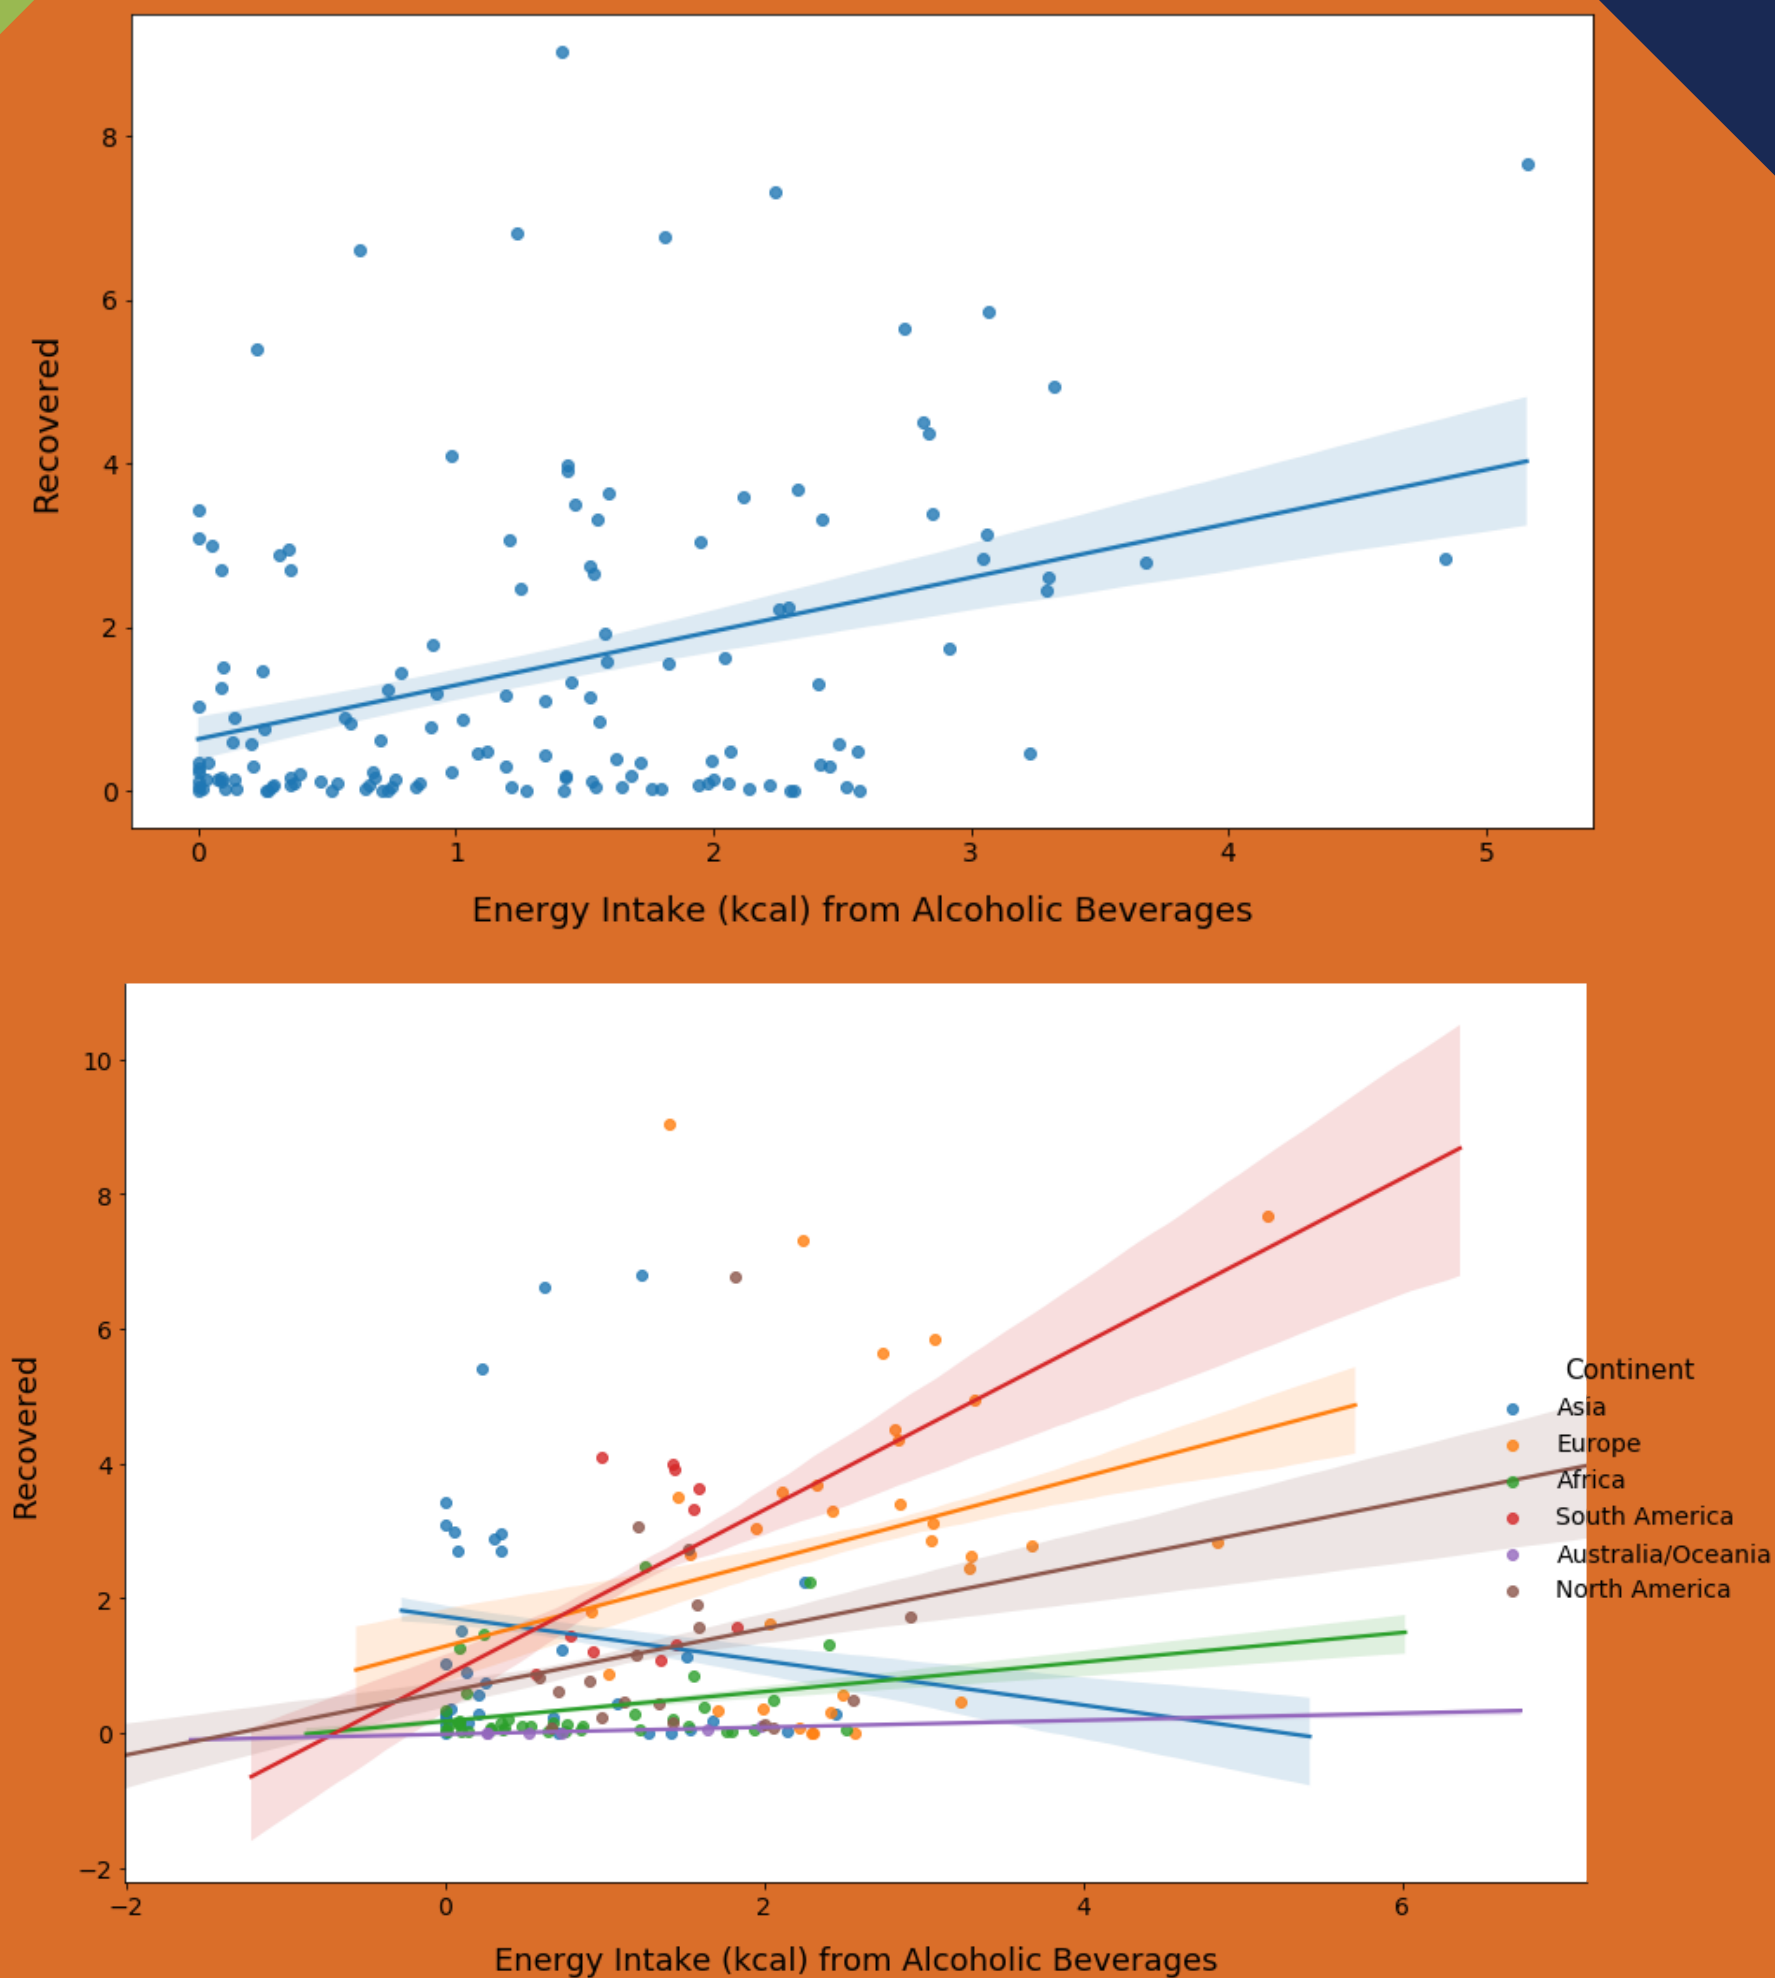 8
6
4
2
0
Recovered
0 1 2 3 4 5
Energy Intake (kcal) from Alcoholic Beverages
10
8
6
4
2
0
−2
Recovered
−2 0 2 4 6
Energy Intake (kcal) from Alcoholic Beverages
Continent
Asia
Europe
Africa
South America
Australia/Oceania
North America